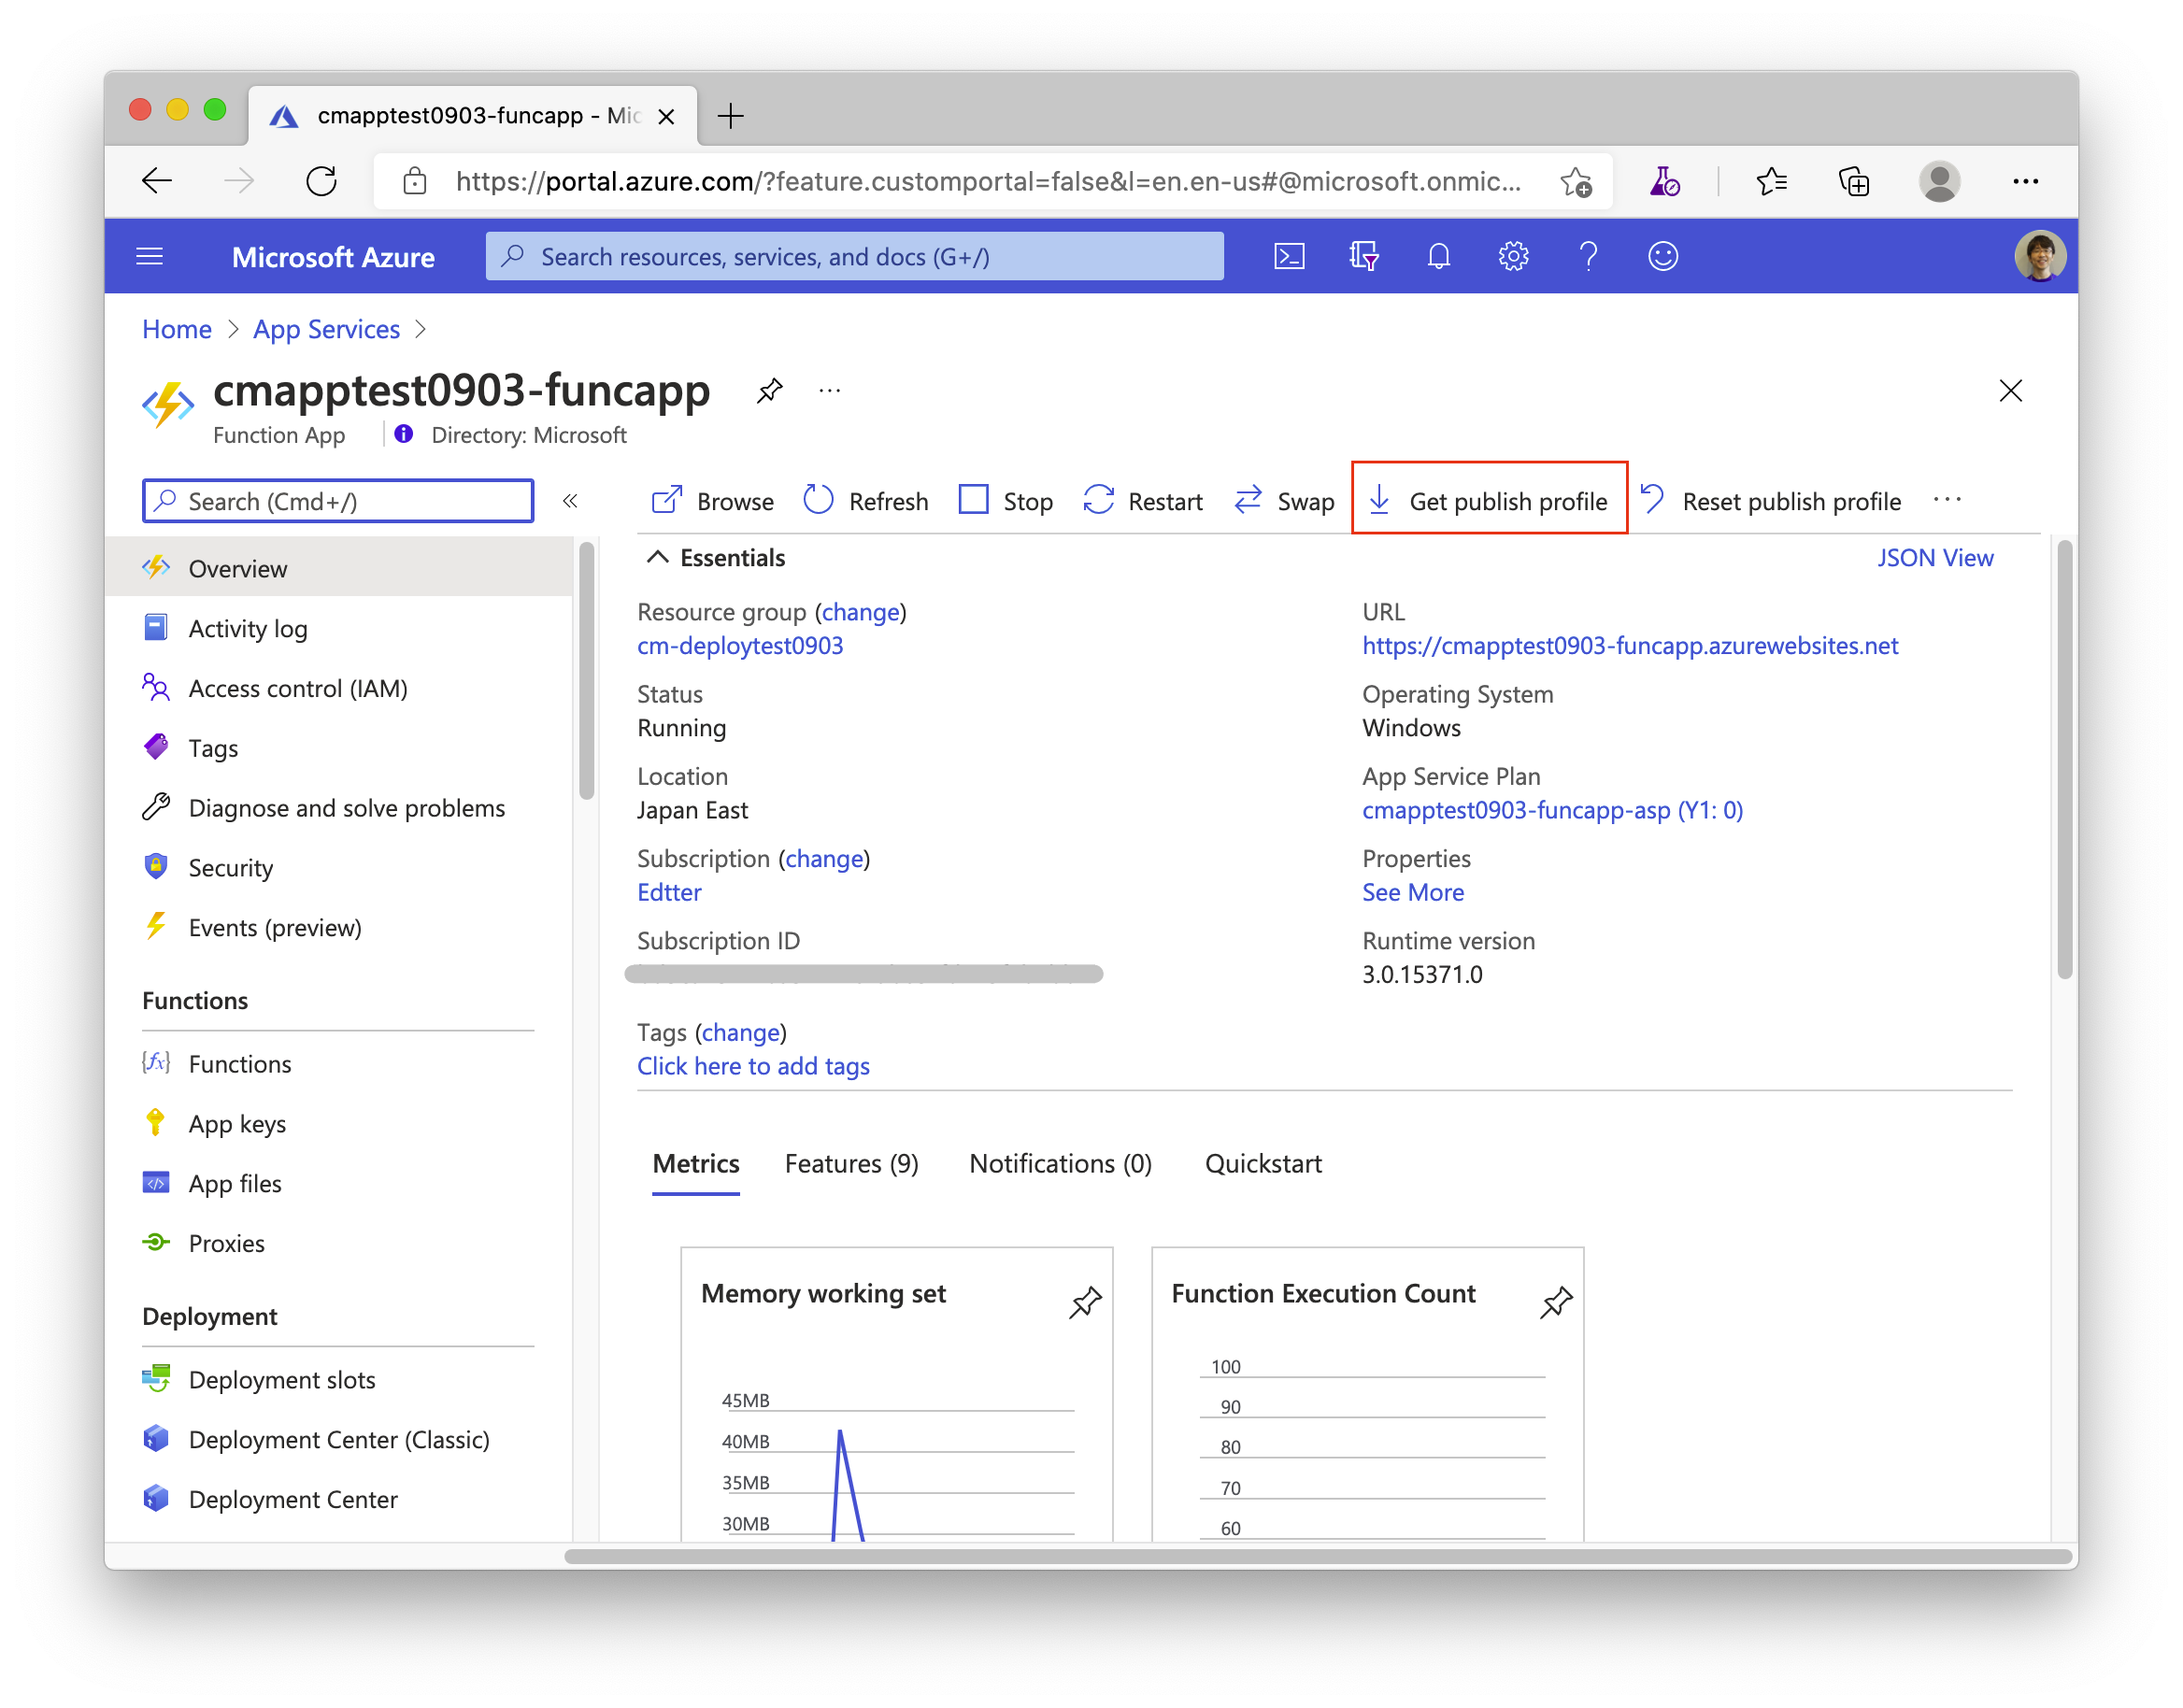 cmapptest0903-funcapp - Mic
https://portal.azure.com/?feature.customportal=false&l=en.en-us#@microsoft.onmic...
Microsoft Azure
Search resources, services, and docs (G+/)
Home > App Services >
cmapptest0903-funcapp
Function App
Directory: Microsoft
Search (Cmd+/)
«
Browse
Refresh
Stop
Restart
Swap
Get publish profile
Reset publish profile
Overview
Activity log
Access control (IAM)
Tags
Diagnose and solve problems
Security
Events (preview)
Functions
Functions
App keys
App files
Proxies
Deployment
Deployment slots
Deployment Center (Classic)
Deployment Center
Essentials
JSON View
Resource group (change)
cm-deploytest0903
Status
Running
Location
Japan East
Subscription (change)
Edtter
Subscription ID
URL
https://cmapptest0903-funcapp.azurewebsites.net
Operating System
Windows
App Service Plan
cmapptest0903-funcapp-asp (Y1: 0)
Properties
See More
Runtime version
3.0.15371.0
Tags (change)
Click here to add tags
Metrics
Features (9)
Notifications (0)
Quickstart
Memory working set
45MB
40MB
35MB
30MB
Function Execution Count
100
90
80
70
60